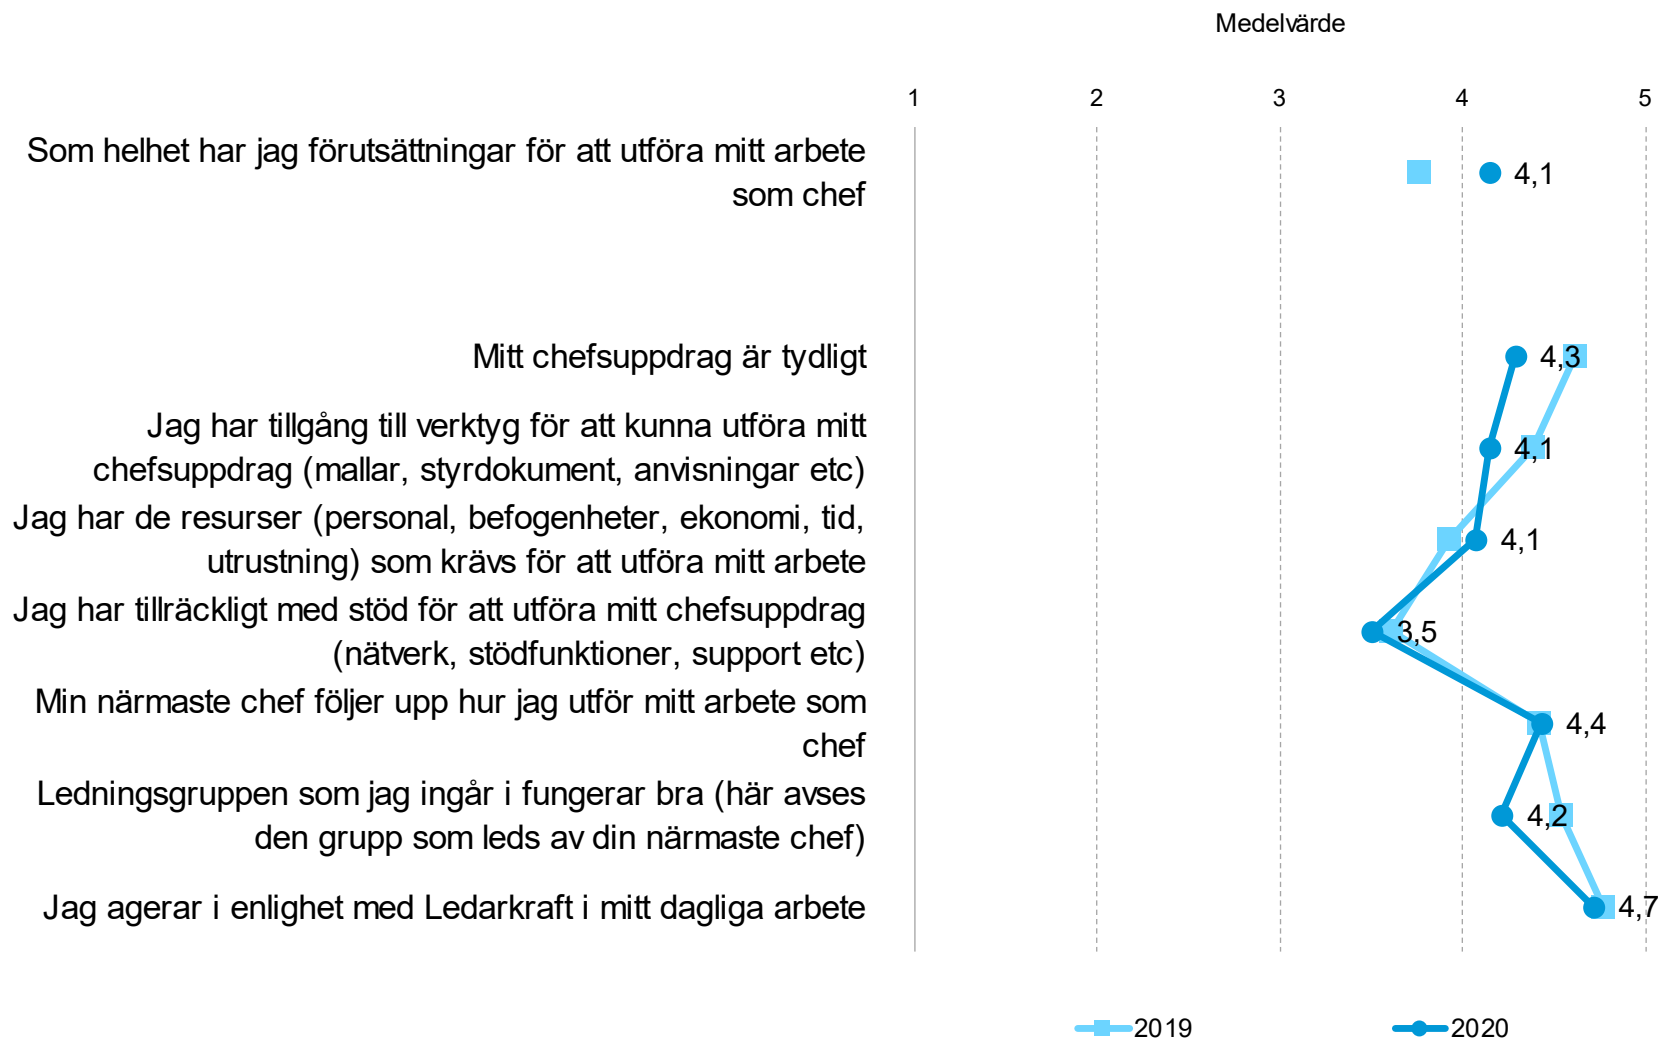 Medelvärde
1 2 3 4 5
Som helhet har jag förutsättningar för att utföra mitt arbete
som chef
4,1
Mitt chefsuppdrag är tydligt
4,3
Jag har tillgång till verktyg för att kunna utföra mitt
chefsuppdrag (mallar, styrdokument, anvisningar etc)
4,1
Jag har de resurser (personal, befogenheter, ekonomi, tid,
utrustning) som krävs för att utföra mitt arbete
4,1
Jag har tillräckligt med stöd för att utföra mitt chefsuppdrag
(nätverk, stödfunktioner, support etc)
3,5
Min närmaste chef följer upp hur jag utför mitt arbete som
chef
4,4
Ledningsgruppen som jag ingår i fungerar bra (här avses
den grupp som leds av din närmaste chef)
4,2
Jag agerar i enlighet med Ledarkraft i mitt dagliga arbete
4,7
2019 2020